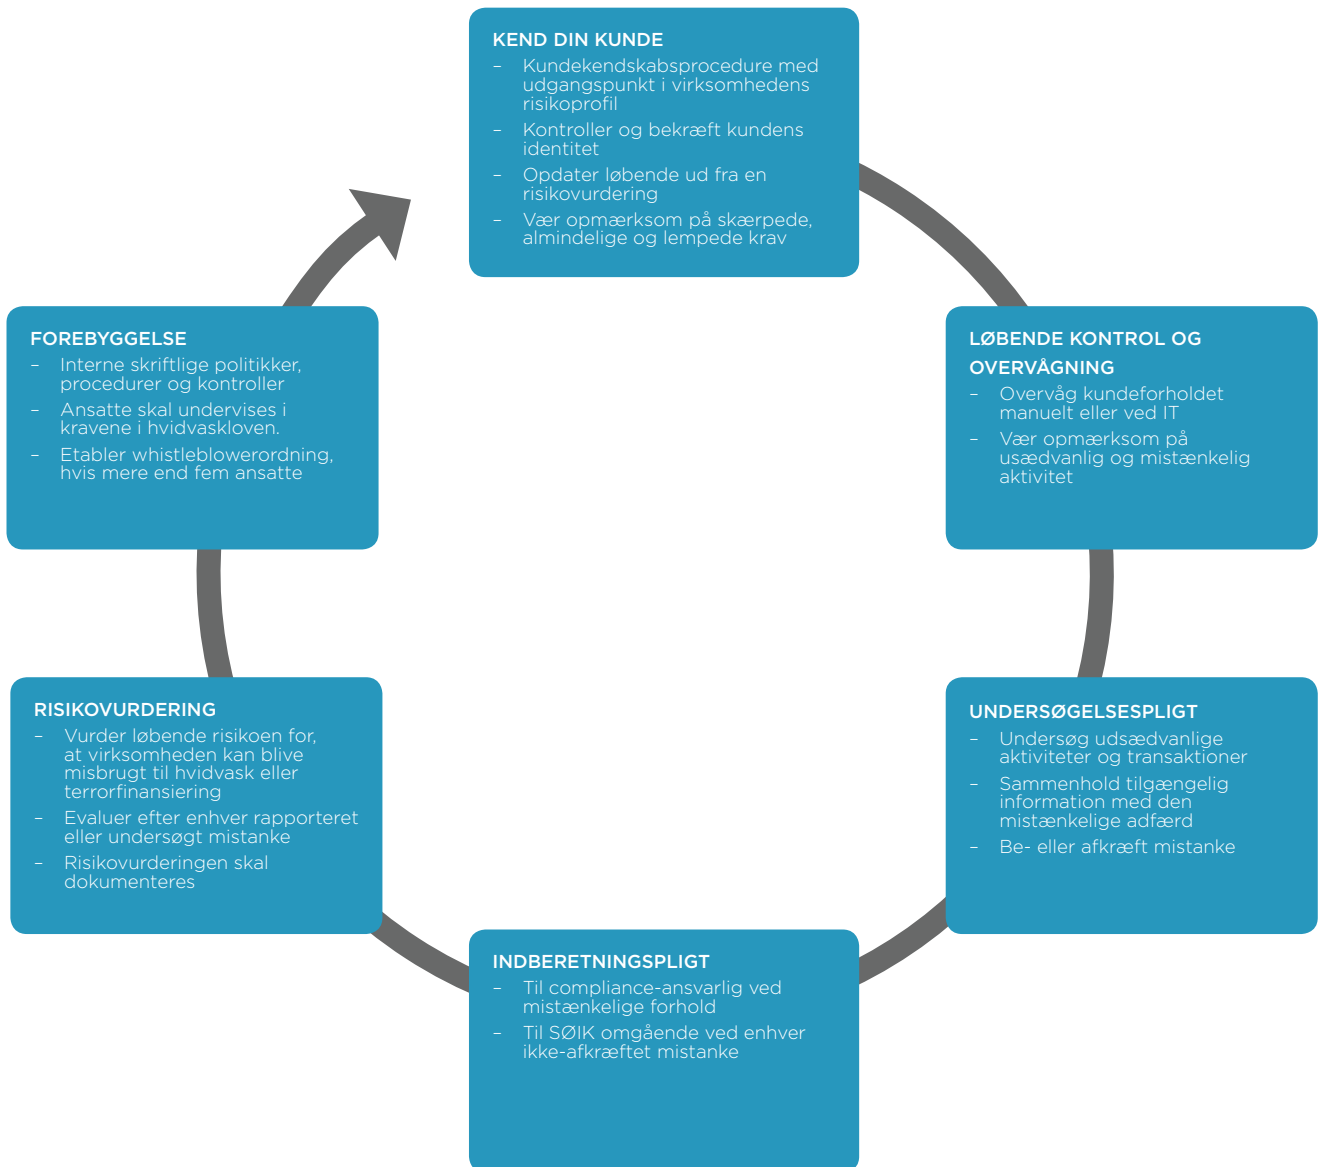 KEND DIN KUNDE
– Kundekendskabsprocedure med
udgangspunkt i virksomhedens
risikoprofil
– Kontroller og bekræft kundens
identitet
– Opdater løbende ud fra en
risikovurdering
– Vær opmærksom på skærpede,
almindelige og lempede krav
LØBENDE KONTROL OG
OVERVÅGNING
– Overvåg kundeforholdet
manuelt eller ved IT
– Vær opmærksom på
usædvanlig og mistænkelig
aktivitet
UNDERSØGELSESPLIGT
– Undersøg udsædvanlige
aktiviteter og transaktioner
– Sammenhold tilgængelig
information med den
mistænkelige adfærd
– Be- eller afkræft mistanke
INDBERETNINGSPLIGT
– Til compliance-ansvarlig ved
mistænkelige forhold
– Til SØIK omgående ved enhver
ikke-afkræftet mistanke
RISIKOVURDERING
– Vurder løbende risikoen for,
at virksomheden kan blive
misbrugt til hvidvask eller
terrorfinansiering
– Evaluer efter enhver rapporteret
eller undersøgt mistanke
– Risikovurderingen skal
dokumenteres
FOREBYGGELSE
– Interne skriftlige politikker,
procedurer og kontroller
– Ansatte skal undervises i
kravene i hvidvaskloven.
– Etabler whistleblowerordning,
hvis mere end fem ansatte